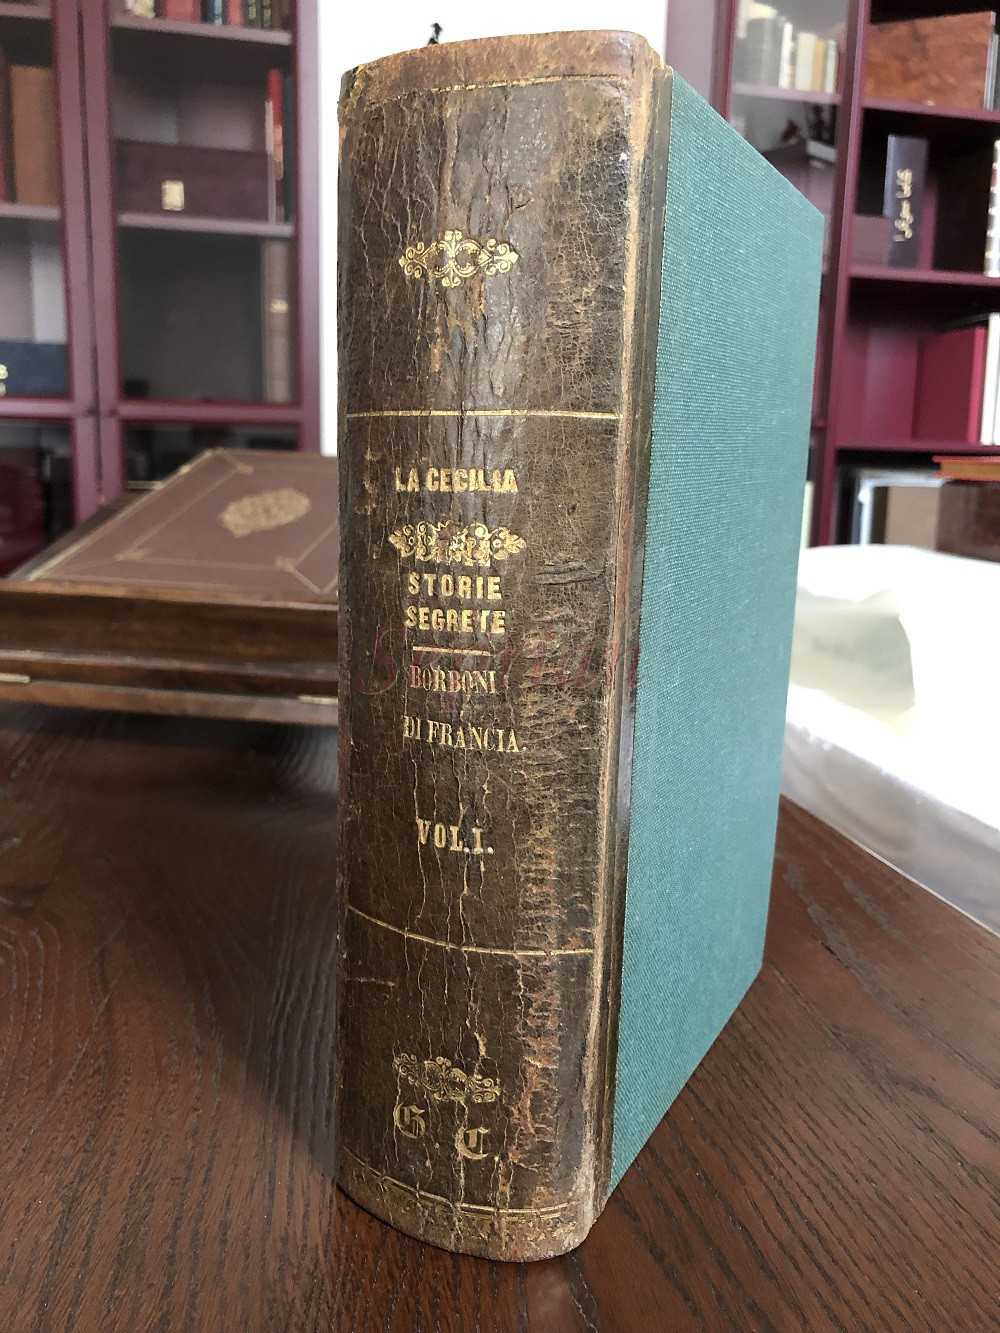 LA CECILIA
STORIE
SEGRETE
BORBONI
DI FRANCIA.
VOL. I.
G. C.